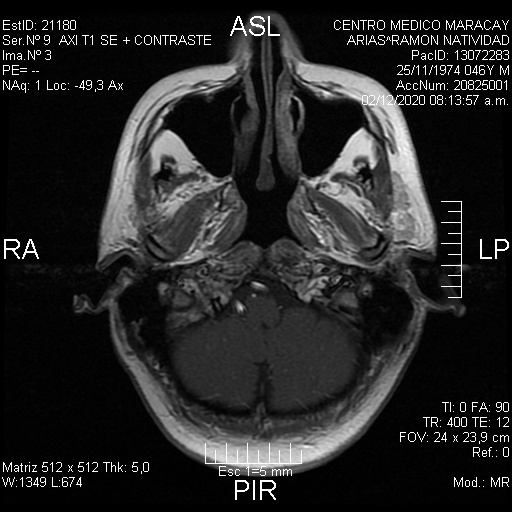 EstID: 21180
Ser.Nº 9 AXI T1 SE + CONTRASTE
Ima.Nº 3
PE= --
NAq: 1 Loc: -49,3 Ax
ASL
CENTRO MEDICO MARACAY
ARIAS^RAMON NATIVIDAD
PacID: 13072283
25/11/1974 046Y M
AccNum: 20825001
02/12/2020 08:13:57 a.m.
RA
LP
TI: 0 FA: 90
TR: 400 TE: 12
FOV: 24 x 23,9 cm
Ref.: 0
Matriz 512 x 512 Thk: 5,0
W:1349 L:674
Esc 1=5 mm
PIR
Mod.: MR